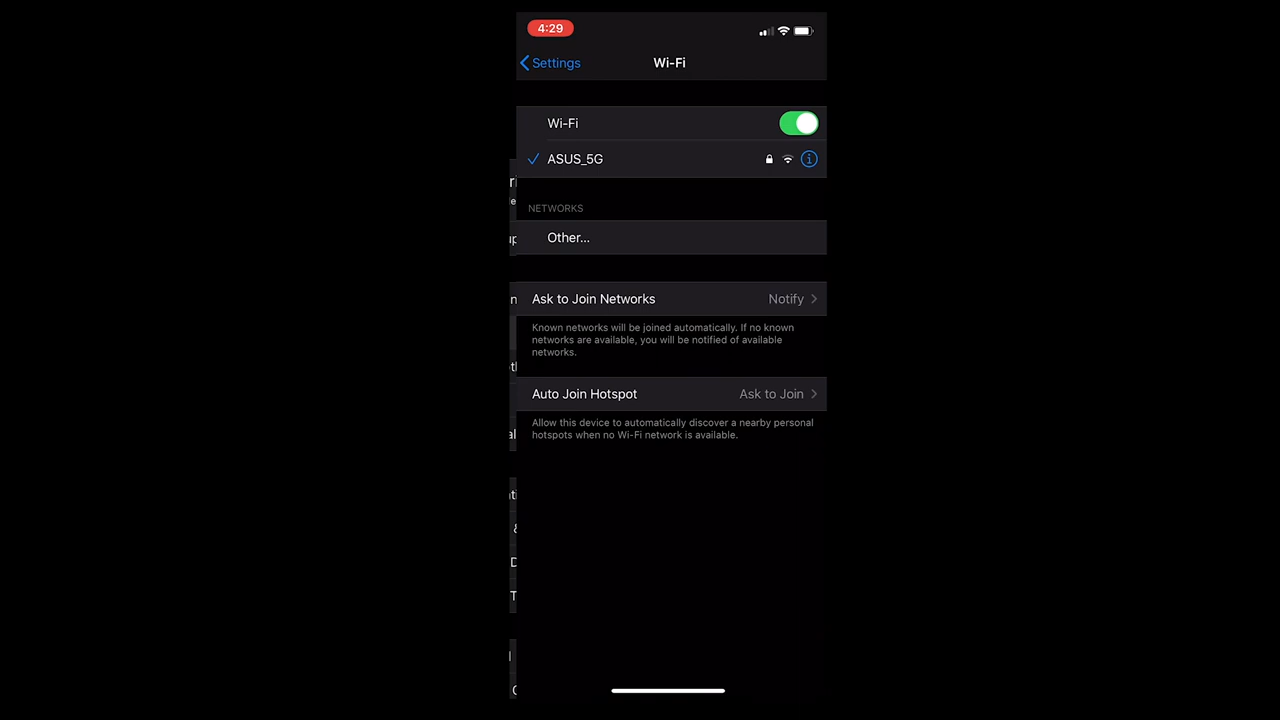 4:29
Settings
Wi-Fi
Wi-Fi
ASUS_5G
NETWORKS
Other...
Ask to Join Networks
Notify
Known networks will be joined automatically. If no known
networks are available, you will be notified of available
networks.
Auto Join Hotspot
Ask to Join
Allow this device to automatically discover a nearby personal
hotspots when no Wi-Fi network is available.